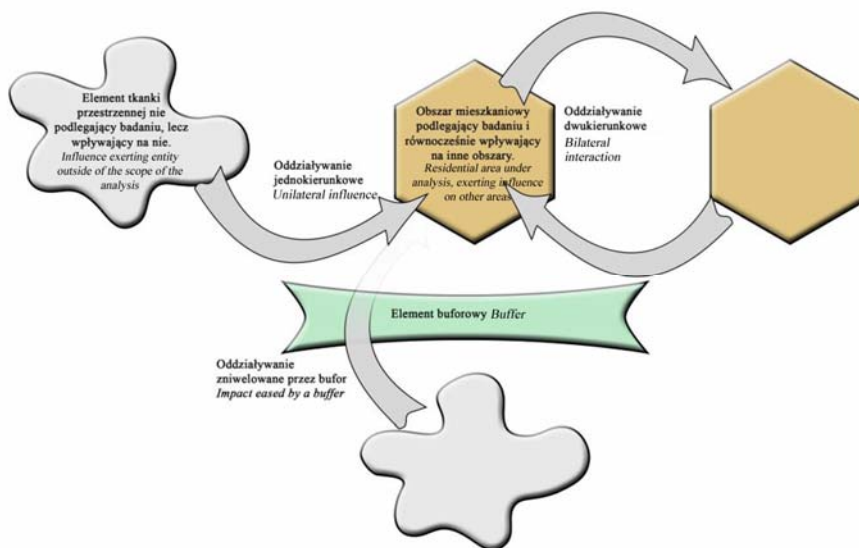 Element tkanki
przestrzennej nie
podlegający badaniu, lecz
wpływający na nie.
Influence exerting entity
outside of the scope of the
analysis
Oddziaływanie
jednokierunkowe
Unilateral influence
Obszar mieszkaniowy
podlegający badaniu i
równocześnie wpływający
na inne obszary.
Residential area under
analysis, exerting influence
on other areas
Oddziaływanie
dwukierunkowe
Bilateral
interaction
Element buforowy Buffer
Oddziaływanie
zniwelowane przez bufor
Impact eased by a buffer